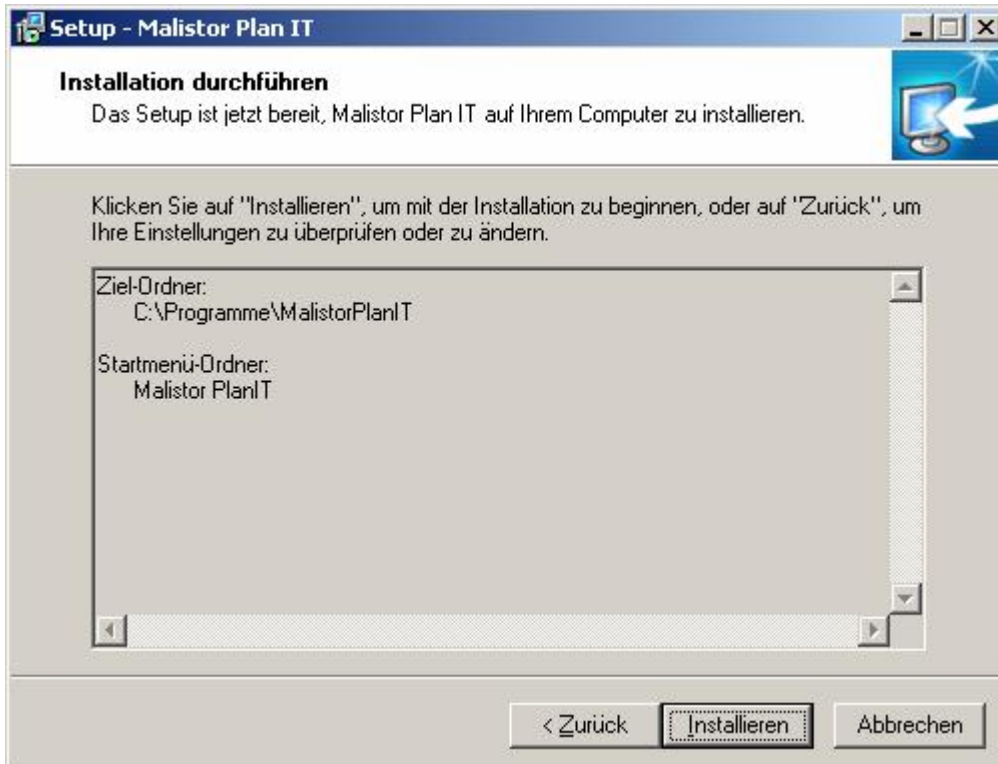 Setup - Malistor Plan IT
Installation durchführen
Das Setup ist jetzt bereit, Malistor Plan IT auf Ihrem Computer zu installieren.
Klicken Sie auf "Installieren", um mit der Installation zu beginnen, oder auf "Zurück", um
Ihre Einstellungen zu überprüfen oder zu ändern.
Ziel-Ordner:
C:\Programme\MalistorPlanIT
Startmenü-Ordner:
Malistor PlanIT
< Zurück
Installieren
Abbrechen